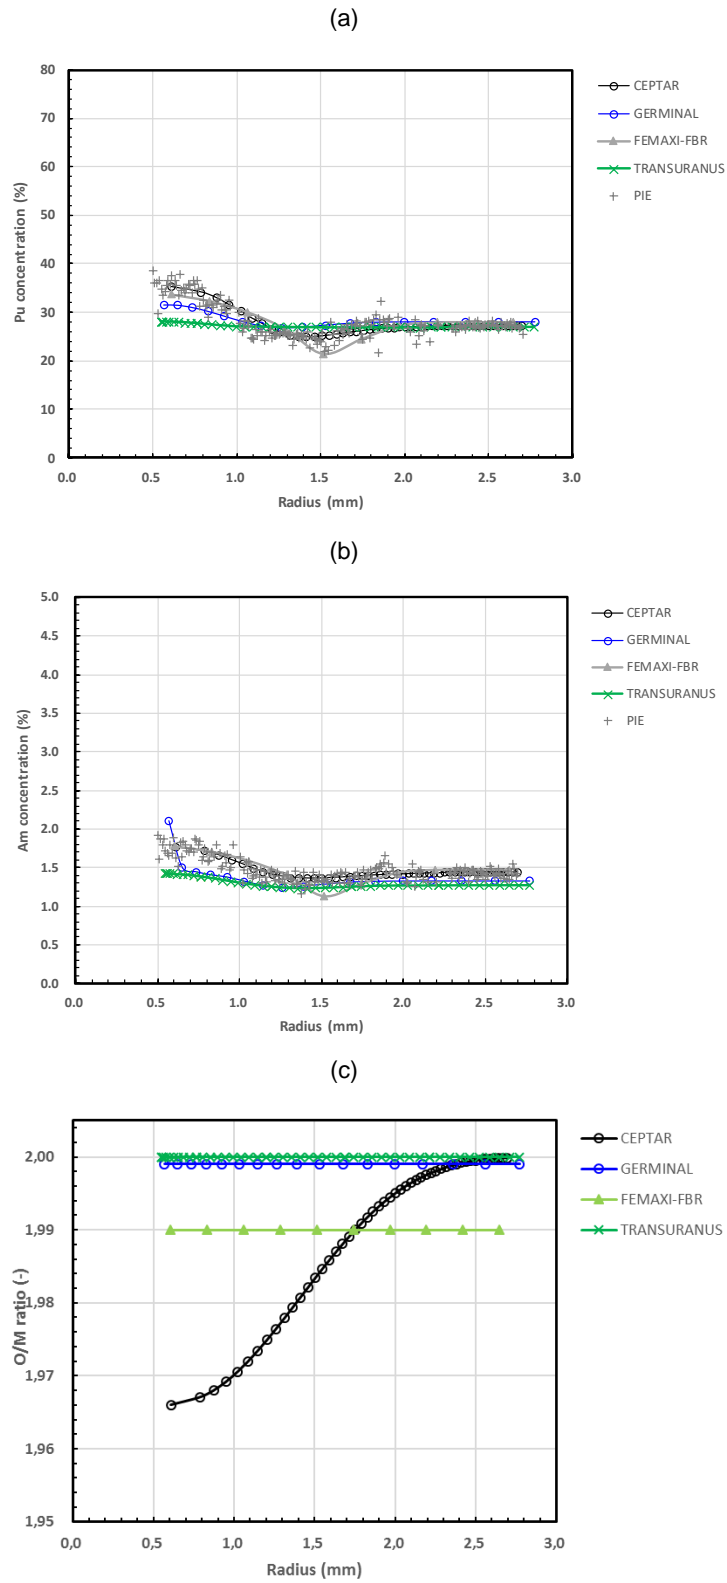 (a)
80
70
60
50
40
30
20
10
0
Pu concentration (%)
0.0 0.5 1.0 1.5 2.0 2.5 3.0
Radius (mm)
CEPTAR
GERMINAL
FEMAXI-FBR
TRANSURANUS
PIE
(b)
5.0
4.5
4.0
3.5
3.0
2.5
2.0
1.5
1.0
0.5
0.0
Am concentration (%)
0.0 0.5 1.0 1.5 2.0 2.5 3.0
Radius (mm)
CEPTAR
GERMINAL
FEMAXI-FBR
TRANSURANUS
PIE
(c)
2,00
1,99
1,98
1,97
1,96
1,95
O/M ratio (-)
0,0 0,5 1,0 1,5 2,0 2,5 3,0
Radius (mm)
CEPTAR
GERMINAL
FEMAXI-FBR
TRANSURANUS